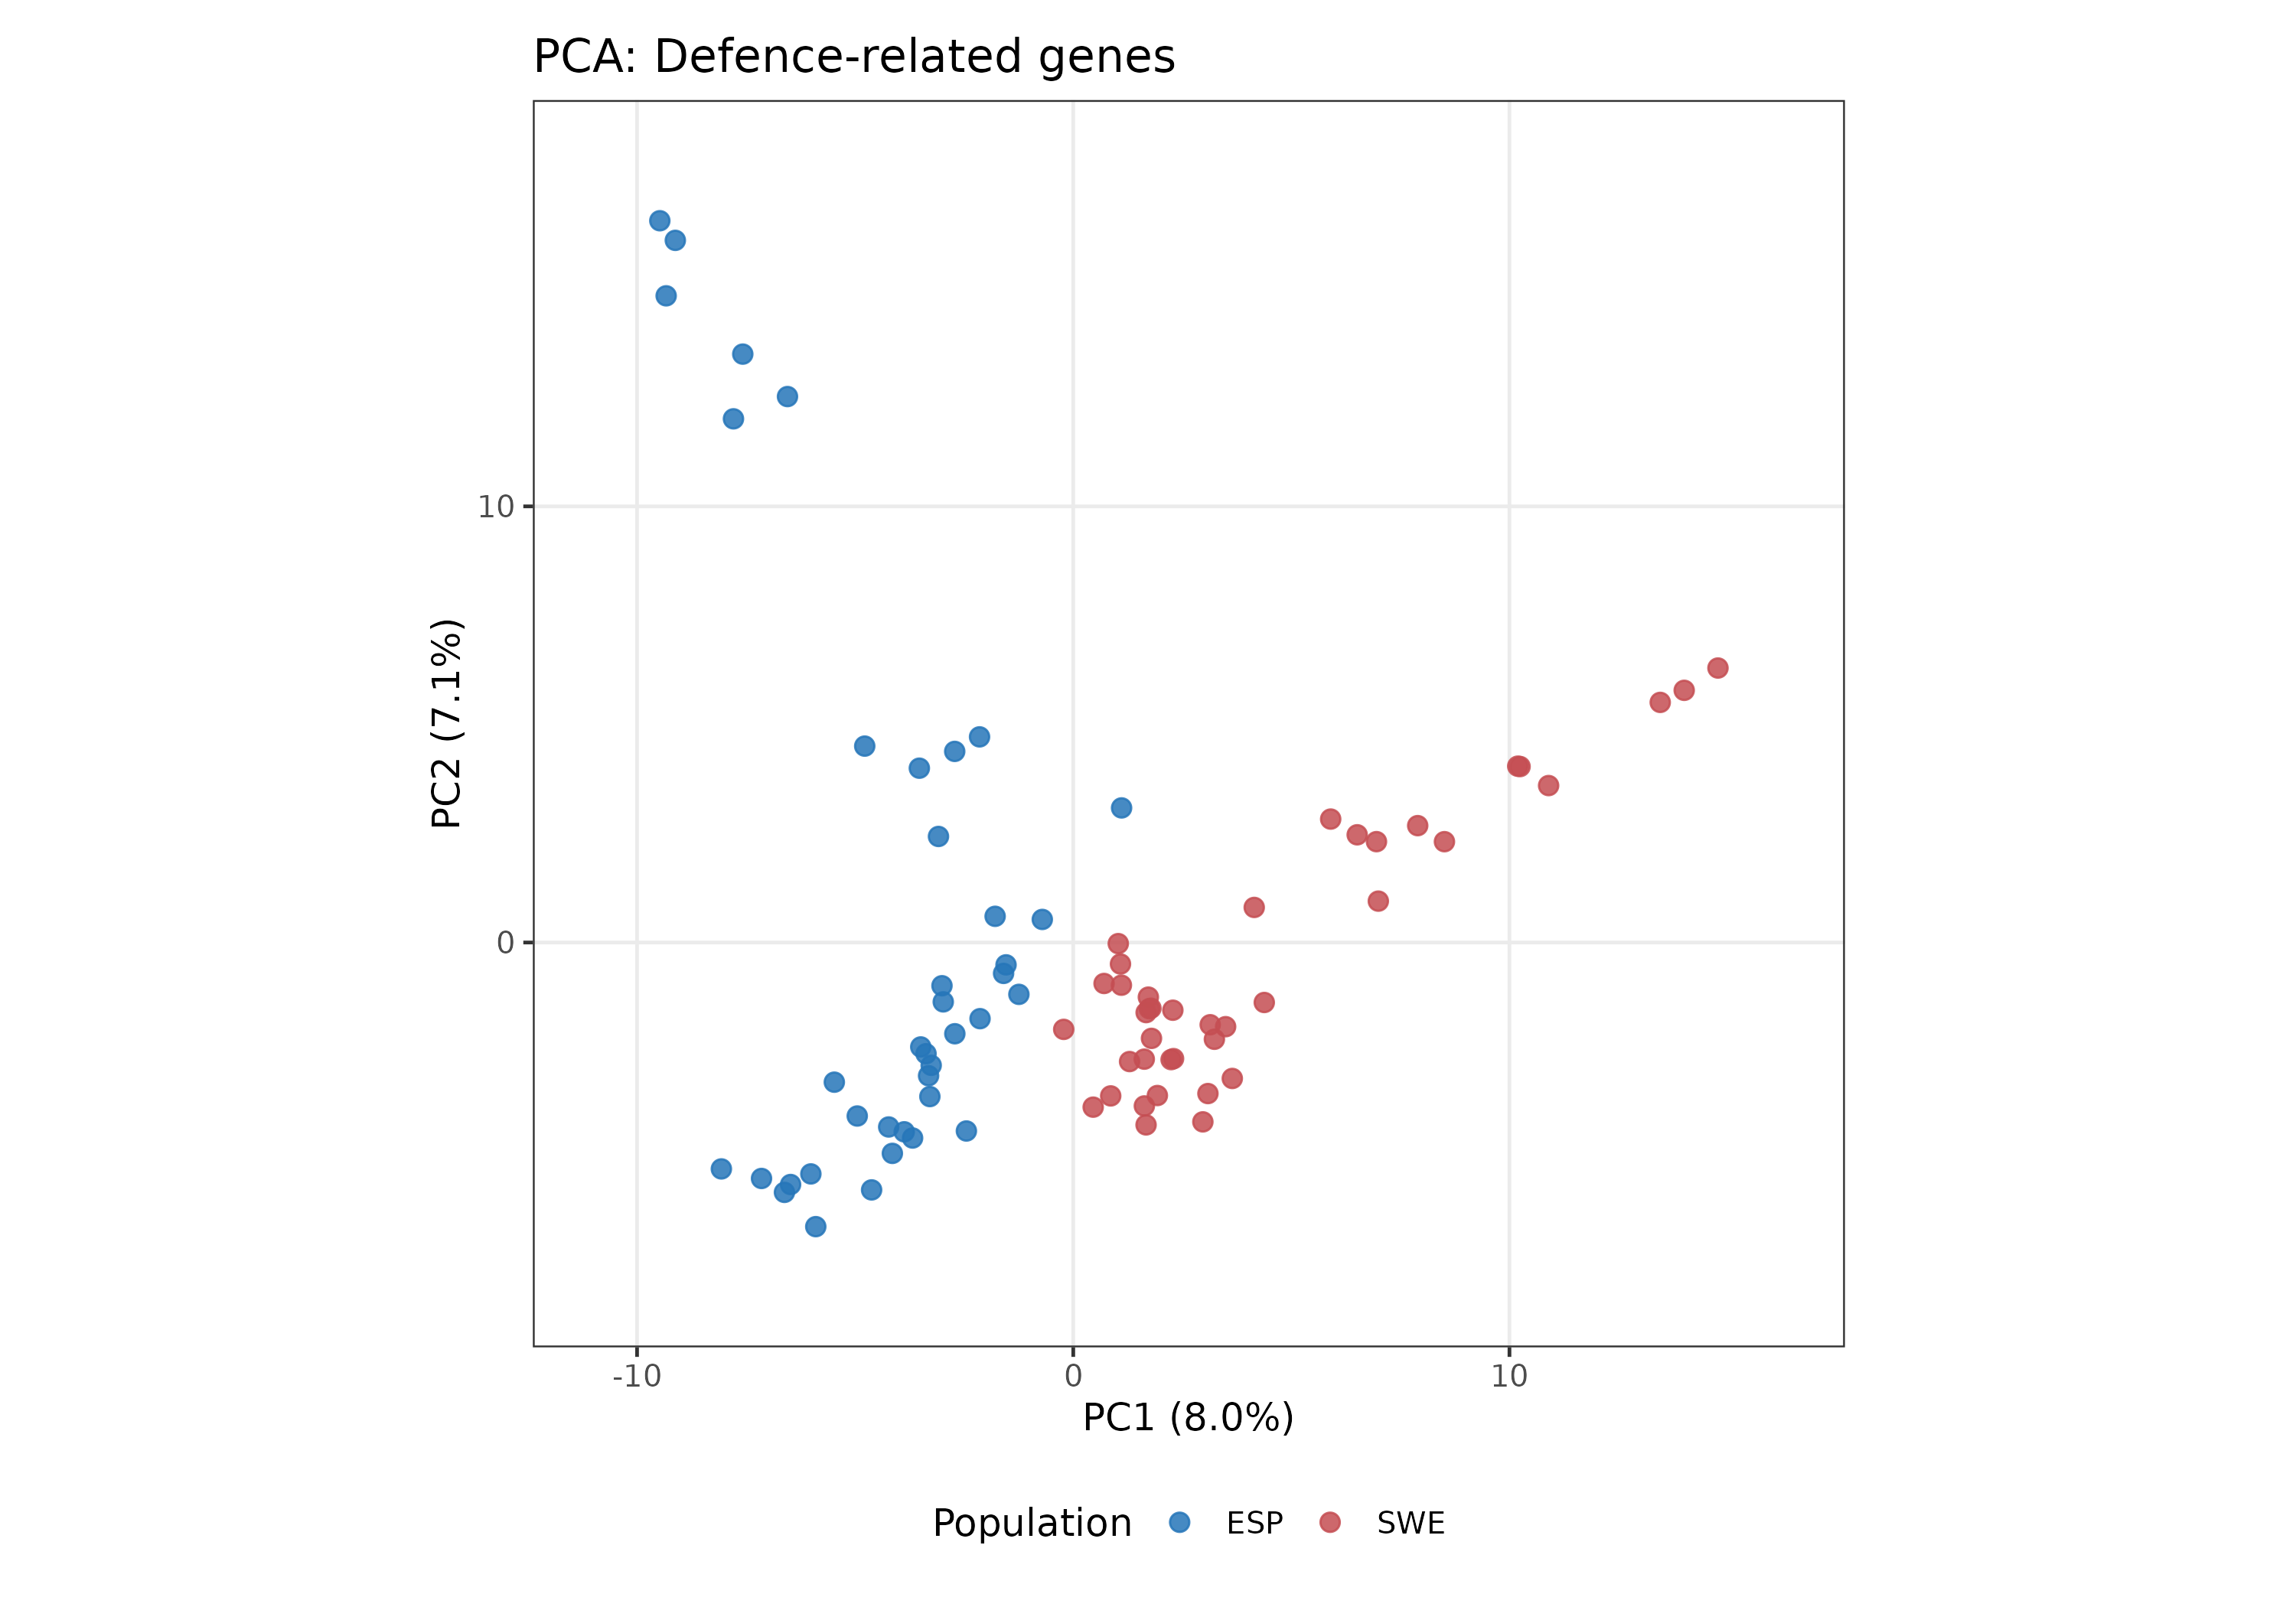 PCA: Defence-related genes
10
0
PC2 (7.1%)
-10
0
10
PC1 (8.0%)
Population ESP SWE